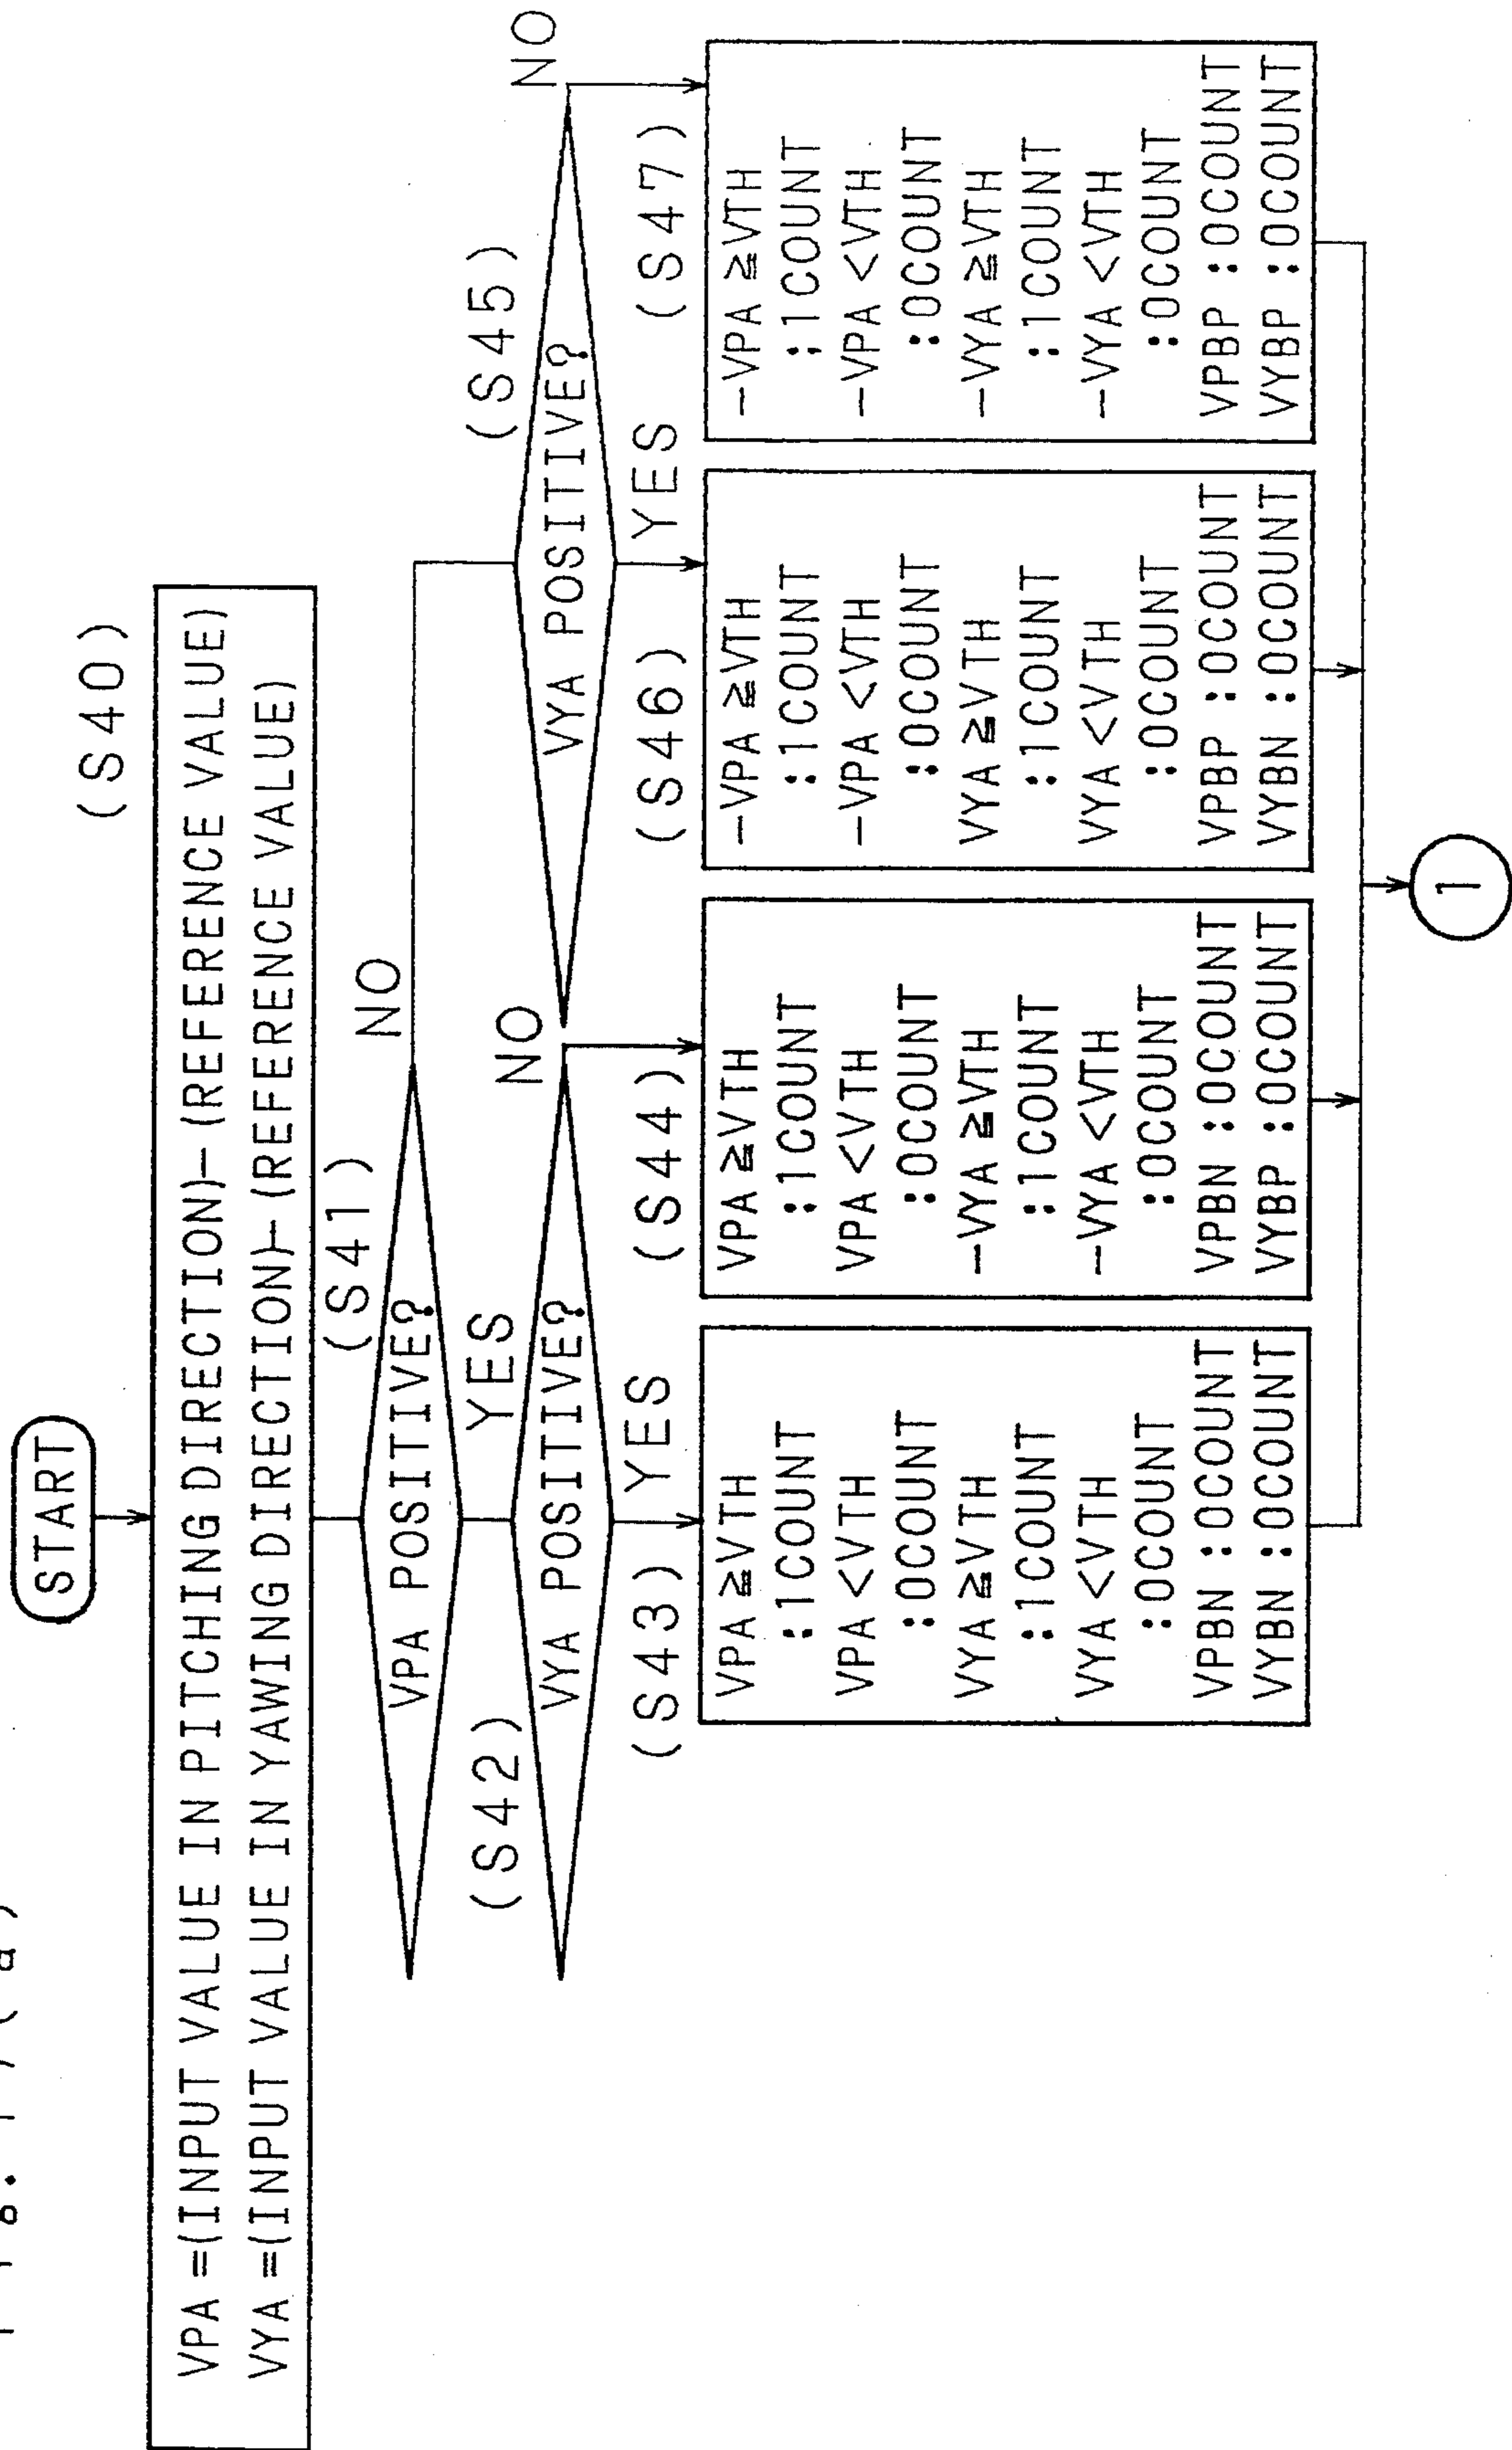 START
(S40)
VPA =(INPUT VALUE IN PITCHING DIRECTION)-(REFERENCE VALUE)
VYA =(INPUT VALUE IN YAWING DIRECTION)-(REFERENCE VALUE)
(S41)
VPA POSITIVE?
NO
YES
(S42)
VYA POSITIVE?
NO
YES
(S45)
VYA POSITIVE?
NO
YES
(S43)
VPA ≧VTH
:1COUNT
VPA <VTH
:0COUNT
VYA ≧VTH
:1COUNT
VYA <VTH
:0COUNT
VPBN :0COUNT
VYBN :0COUNT
(S44)
VPA ≧VTH
:1COUNT
VPA <VTH
:0COUNT
-VYA ≧VTH
:1COUNT
-VYA <VTH
:0COUNT
VPBN :0COUNT
VYBP :0COUNT
(S46)
-VPA ≧VTH
:1COUNT
-VPA <VTH
:0COUNT
VYA ≧VTH
:1COUNT
VYA <VTH
:0COUNT
VPBP :0COUNT
VYBN :0COUNT
(S47)
-VPA ≧VTH
:1COUNT
-VPA <VTH
:0COUNT
-VYA ≧VTH
:1COUNT
-VYA <VTH
:0COUNT
VPBP :0COUNT
VYBP :0COUNT
1